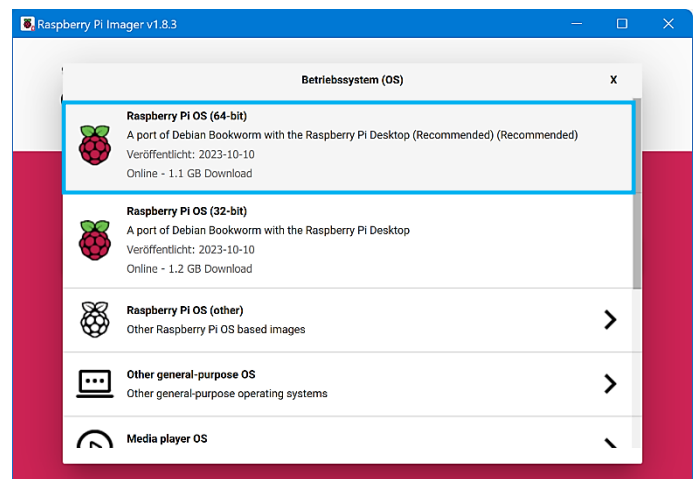 Raspberry Pi Imager v1.8.3
Betriebssystem (OS)
X
Raspberry Pi OS (64-bit)
A port of Debian Bookworm with the Raspberry Pi Desktop (Recommended) (Recommended)
Veröffentlicht: 2023-10-10
Online - 1.1 GB Download
Raspberry Pi OS (32-bit)
A port of Debian Bookworm with the Raspberry Pi Desktop
Veröffentlicht: 2023-10-10
Online - 1.2 GB Download
Raspberry Pi OS (other)
Other Raspberry Pi OS based images
Other general-purpose OS
Other general-purpose operating systems
Media player OS